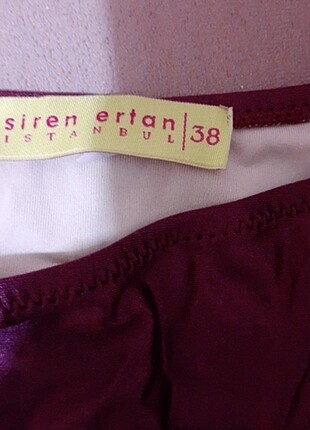 siren ertan
ISTANBUL
38